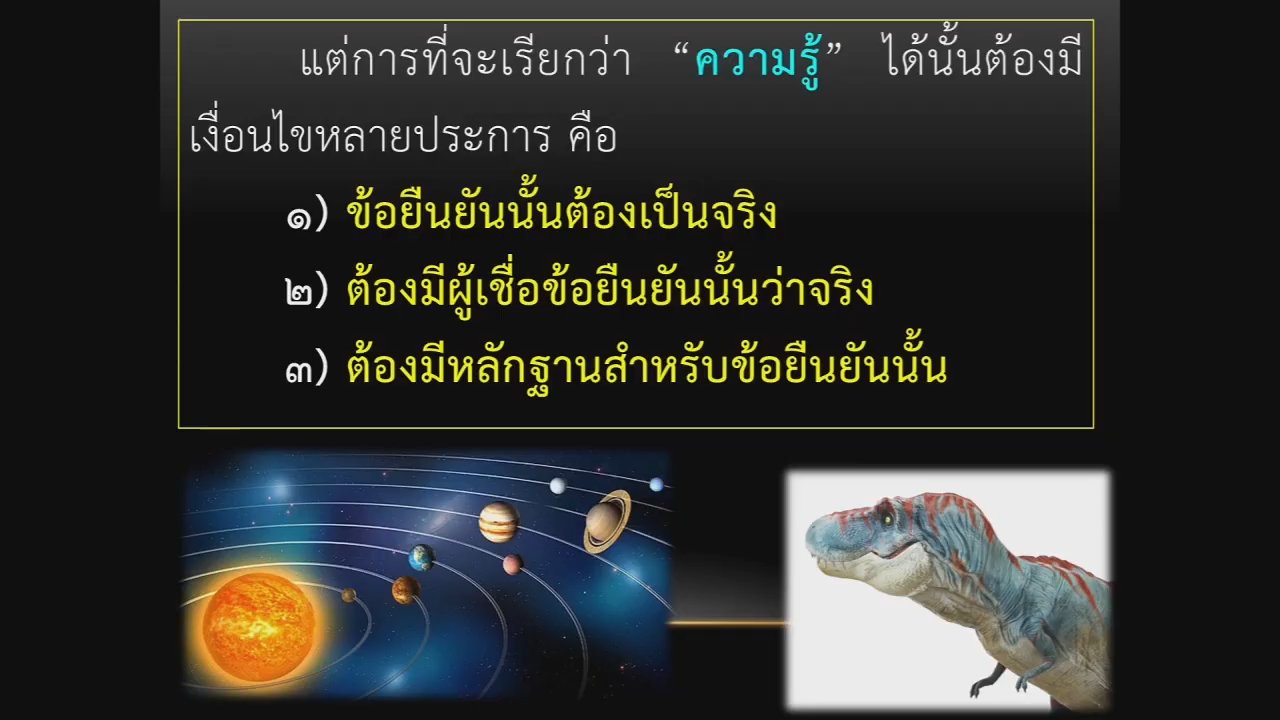 แต่การที่จะเรียกว่า “ความรู้” ได้นั้นต้องมี
เงื่อนไขหลายประการ คือ
๑) ข้อยืนยันนั้นต้องเป็นจริง
๒) ต้องมีผู้เชื่อข้อยืนยันนั้นว่าจริง
๓) ต้องมีหลักฐานสำหรับข้อยืนยันนั้น